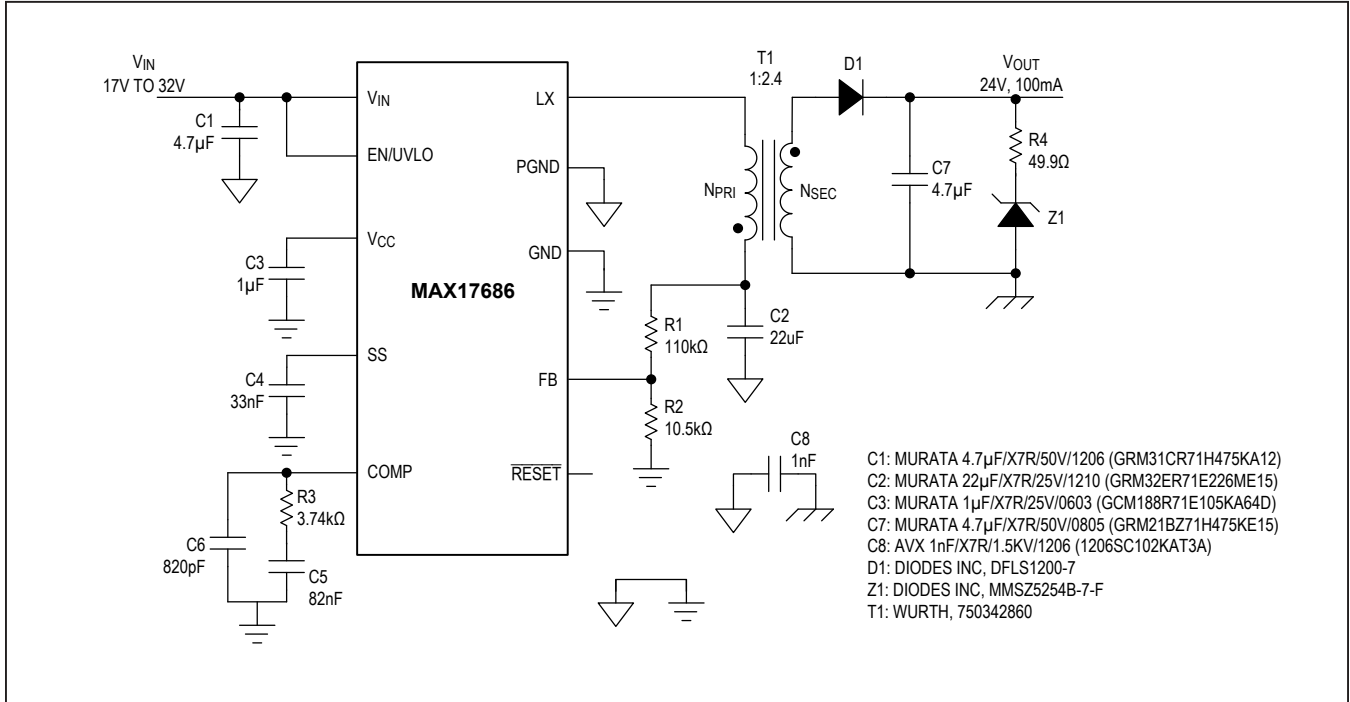 VIN
17V TO 32V
C1
4.7µF
VIN
EN/UVLO
VCC
C3
1µF
SS
C4
33nF
COMP
R3
3.74kΩ
C6
820pF
C5
82nF
MAX17686
LX
PGND
GND
FB
RESET
T1
1:2.4
NPRI
NSEC
D1
VOUT
24V, 100mA
C7
4.7µF
R4
49.9Ω
Z1
R1
110kΩ
C2
22uF
R2
10.5kΩ
C8
1nF
C1: MURATA 4.7µF/X7R/50V/1206 (GRM31CR71H475KA12)
C2: MURATA 22µF/X7R/25V/1210 (GRM32ER71E226ME15)
C3: MURATA 1µF/X7R/25V/0603 (GCM188R71E105KA64D)
C7: MURATA 4.7µF/X7R/50V/0805 (GRM21BZ71H475KE15)
C8: AVX 1nF/X7R/1.5KV/1206 (1206SC102KAT3A)
D1: DIODES INC, DFLS1200-7
Z1: DIODES INC, MMSZ5254B-7-F
T1: WURTH, 750342860